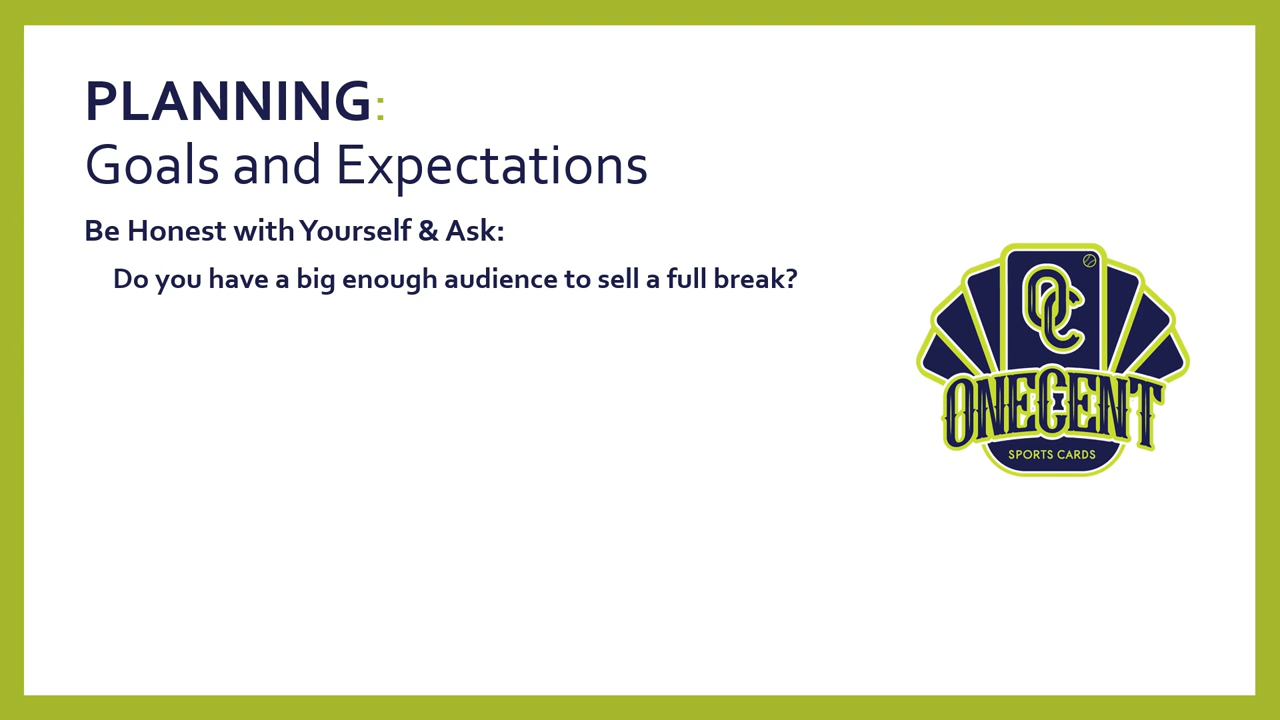 PLANNING:
Goals and Expectations
Be Honest with Yourself & Ask:
Do you have a big enough audience to sell a full break?
OC
ONECENT
SPORTS CARDS